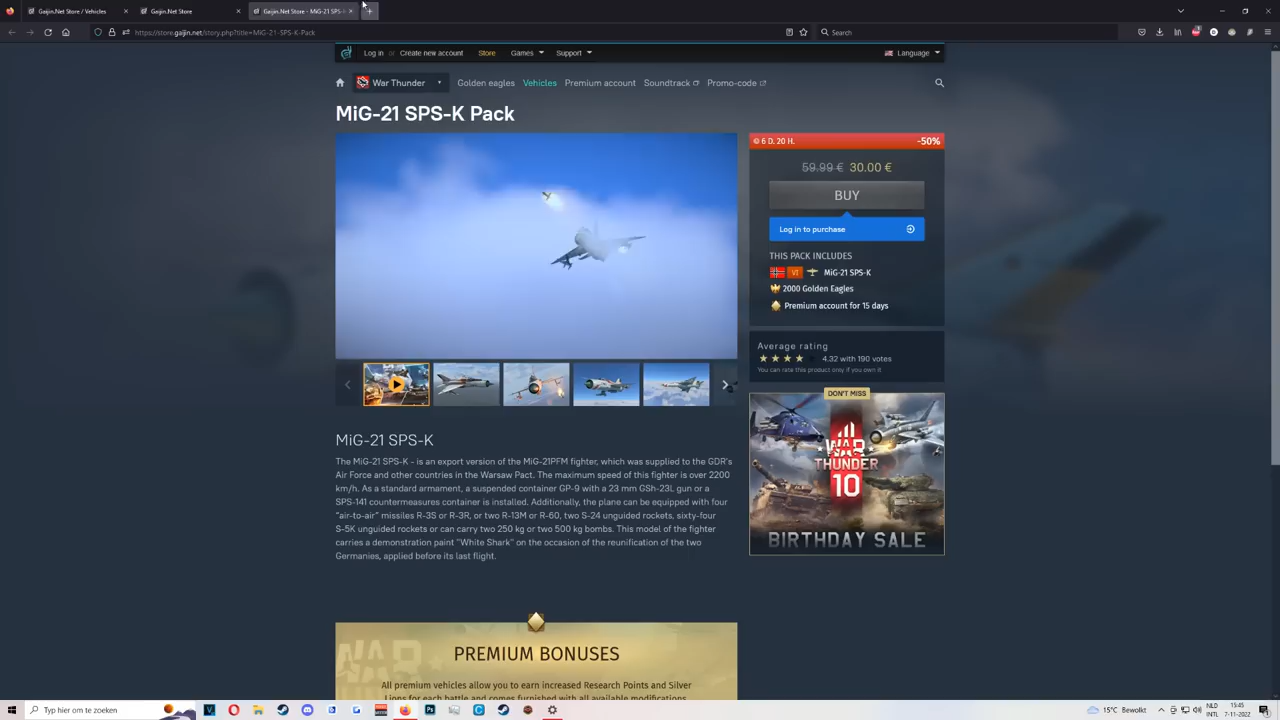 Gaijin.Net Store / Vehicles
Gaijin.Net Store
Gaijin.Net Store - MiG-21 SPS-K
https://store.gaijin.net/story.php?title=MiG-21-SPS-K-Pack
Search
Log in or Create new account Store Games Support Language
War Thunder Golden eagles Vehicles Premium account Soundtrack Promo-code
MiG-21 SPS-K Pack
6 D. 20 H. -50%
59.99 € 30.00 €
BUY
Log in to purchase
THIS PACK INCLUDES
VI MiG-21 SPS-K
2000 Golden Eagles
Premium account for 15 days
Average rating
4.32 with 190 votes
You can rate this product only if you own it.
DON'T MISS
WAR
THUNDER
10
BIRTHDAY SALE
MiG-21 SPS-K
The MiG-21 SPS-K - is an export version of the MiG-21PFM fighter, which was supplied to the GDR's
Air Force and other countries in the Warsaw Pact. The maximum speed of this fighter is over 2200
km/h. As a standard armament, a suspended container GP-9 with a 23 mm GSh-23L gun or a
SPS-141 countermeasures container is installed. Additionally, the plane can be equipped with four
"air-to-air" missiles R-3S or R-3R, or two R-13M or R-60, two S-24 unguided rockets, sixty-four
S-5K unguided rockets or can carry two 250 kg or two 500 kg bombs. This model of the fighter
carries a demonstration paint "White Shark" on the occasion of the reunification of the two
Germanies, applied before its last flight.
PREMIUM BONUSES
All premium vehicles allow you to earn increased Research Points and Silver
Lions for each battle and comes furnished with all available modifications
Typ hier om te zoeken
15°C Bewolkt
NLD
INTL
15:45
7-11-2022